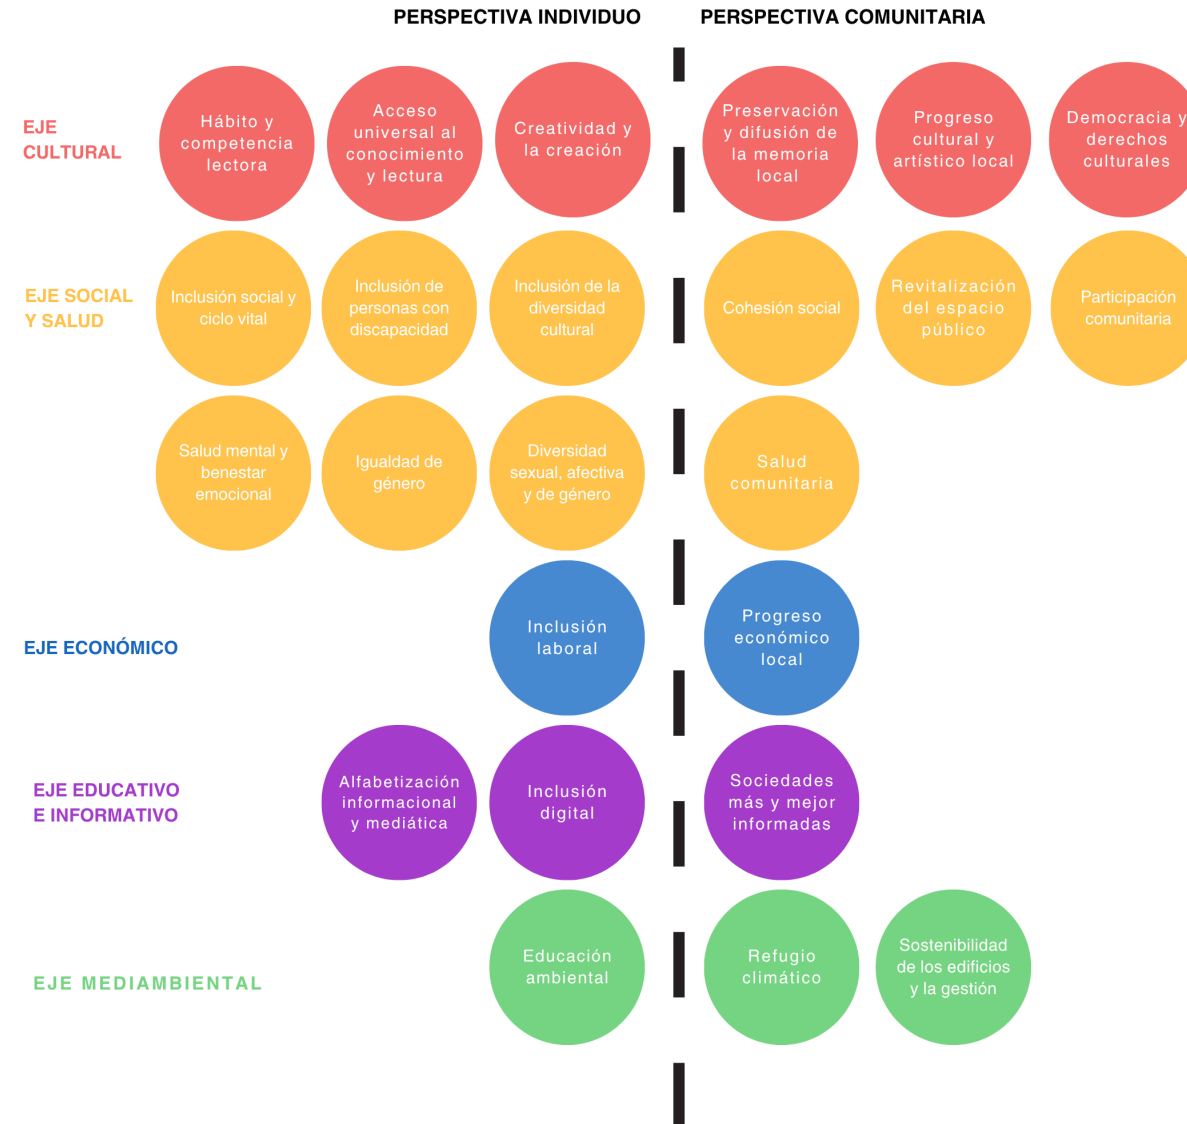 PERSPECTIVA INDIVIDUO
PERSPECTIVA COMUNITARIA
EJE
CULTURAL
Hábito y
competencia
lectora
Acceso
universal al
conocimiento
y lectura
Creatividad y
la creación
Preservación
y difusión de
la memoria
local
Progreso
cultural y
artístico local
Democracia y
derechos
culturales
EJE SOCIAL
Y SALUD
Inclusión social y
ciclo vital
Inclusión de
personas con
discapacidad
Inclusión de la
diversidad
cultural
Cohesión social
Revitalización
del espacio
público
Participación
comunitaria
Salud mental y
benestar
emocional
Igualdad de
género
Diversidad
sexual, afectiva
y de género
Salud
comunitaria
EJE ECONÓMICO
Inclusión
laboral
Progreso
económico
local
EJE EDUCATIVO
E INFORMATIVO
Alfabetización
informacional
y mediática
Inclusión
digital
Sociedades
más y mejor
informadas
EJE MEDIAMBIENTAL
Educación
ambiental
Refugio
climático
Sostenibilidad
de los edificios
y la gestión